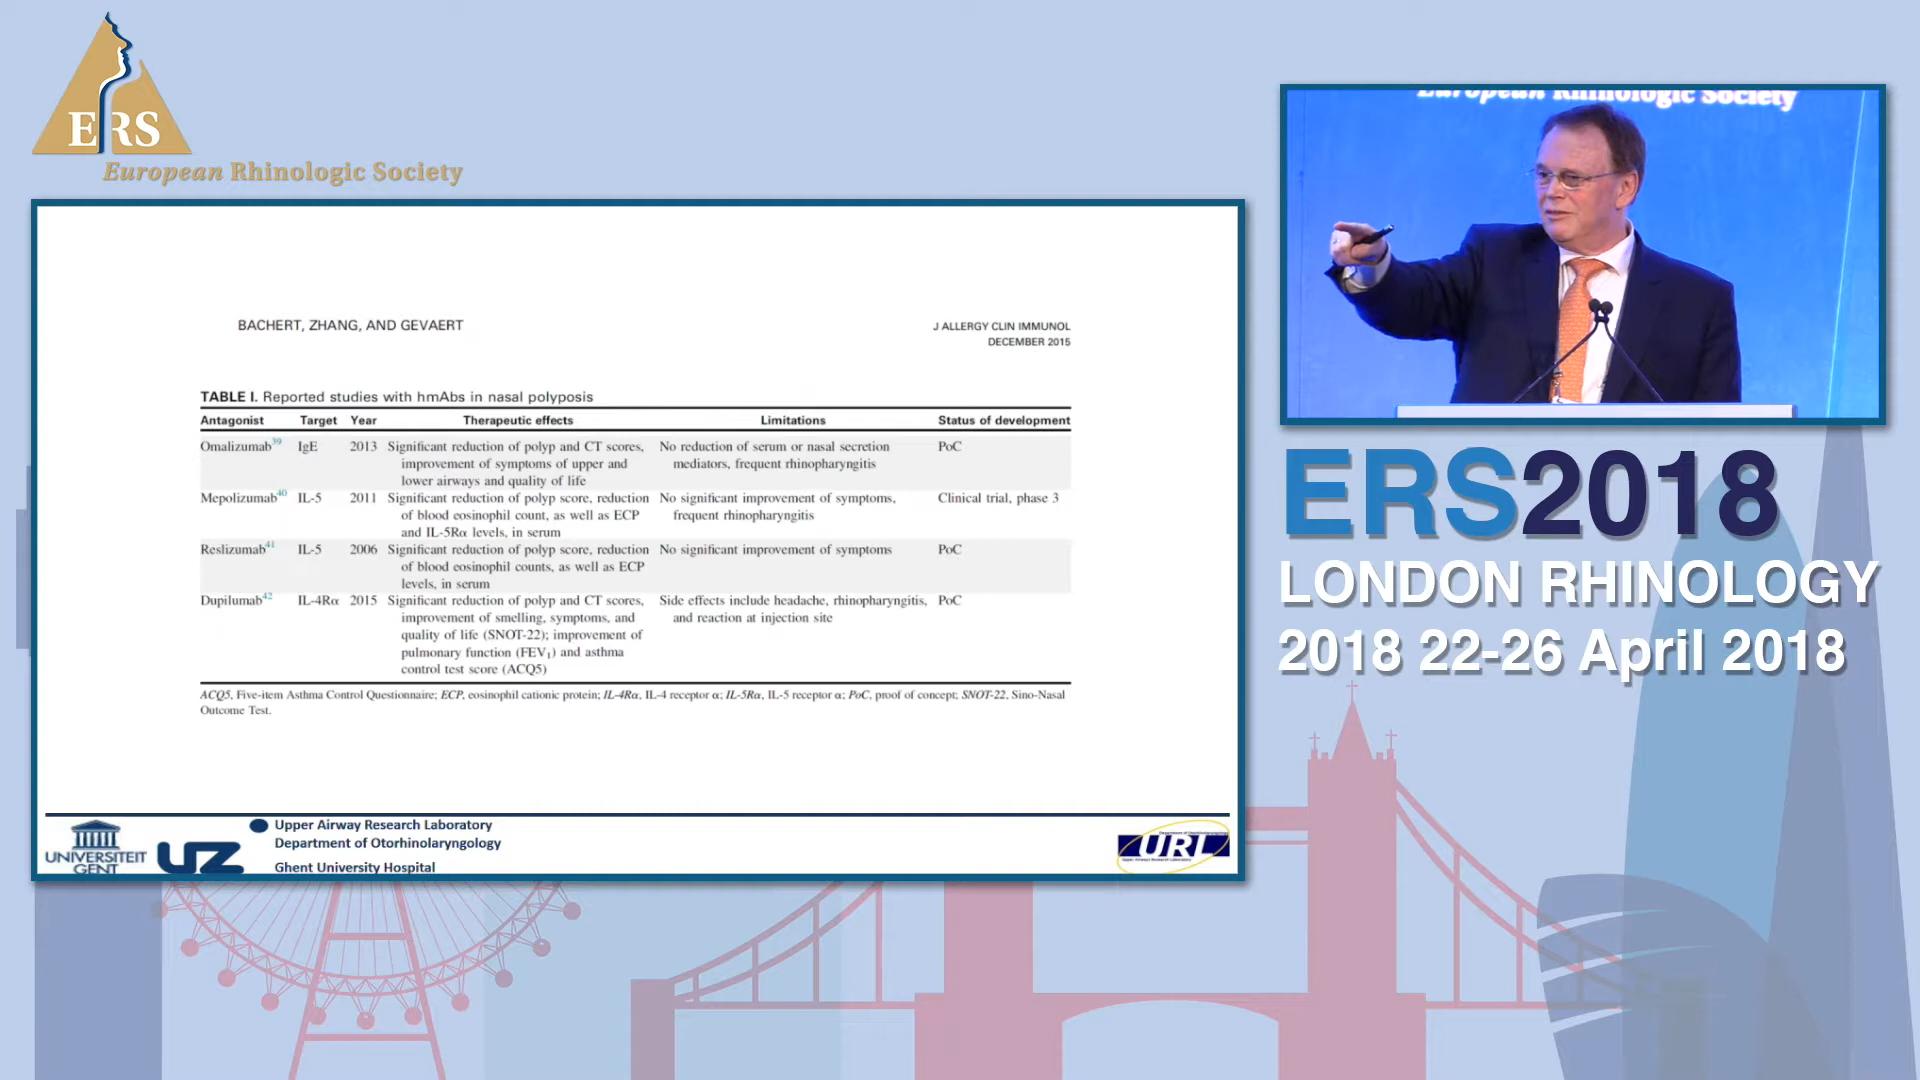 ERS
European Rhinologic Society
European Rhinologic Society
BACHERT, ZHANG, AND GEVAERT
J ALLERGY CLIN IMMUNOL
DECEMBER 2015
TABLE I. Reported studies with hmAbs in nasal polyposis
Antagonist Target Year Therapeutic effects Limitations Status of development
Omalizumab39 IgE 2013 Significant reduction of polyp and CT scores, No reduction of serum or nasal secretion PoC
improvement of symptoms of upper and mediators, frequent rhinopharyngitis
lower airways and quality of life
Mepolizumab40 IL-5 2011 Significant reduction of polyp score, reduction No significant improvement of symptoms, Clinical trial, phase 3
of blood eosinophil count, as well as ECP frequent rhinopharyngitis
and IL-5Rα levels, in serum
Reslizumab41 IL-5 2006 Significant reduction of polyp score, reduction No significant improvement of symptoms PoC
of blood eosinophil counts, as well as ECP
levels, in serum
Dupilumab42 IL-4Rα 2015 Significant reduction of polyp and CT scores, Side effects include headache, rhinopharyngitis, PoC
improvement of smelling, symptoms, and and reaction at injection site
quality of life (SNOT-22); improvement of
pulmonary function (FEV1) and asthma
control test score (ACQ5)
ACQ5, Five-item Asthma Control Questionnaire; ECP, eosinophil cationic protein; IL-4Rα, IL-4 receptor α; IL-5Rα, IL-5 receptor α; PoC, proof of concept; SNOT-22, Sino-Nasal
Outcome Test.
UNIVERSITEIT
GENT
UZ
Upper Airway Research Laboratory
Department of Otorhinolaryngology
Ghent University Hospital
URL
ERS2018
LONDON RHINOLOGY
2018 22-26 April 2018